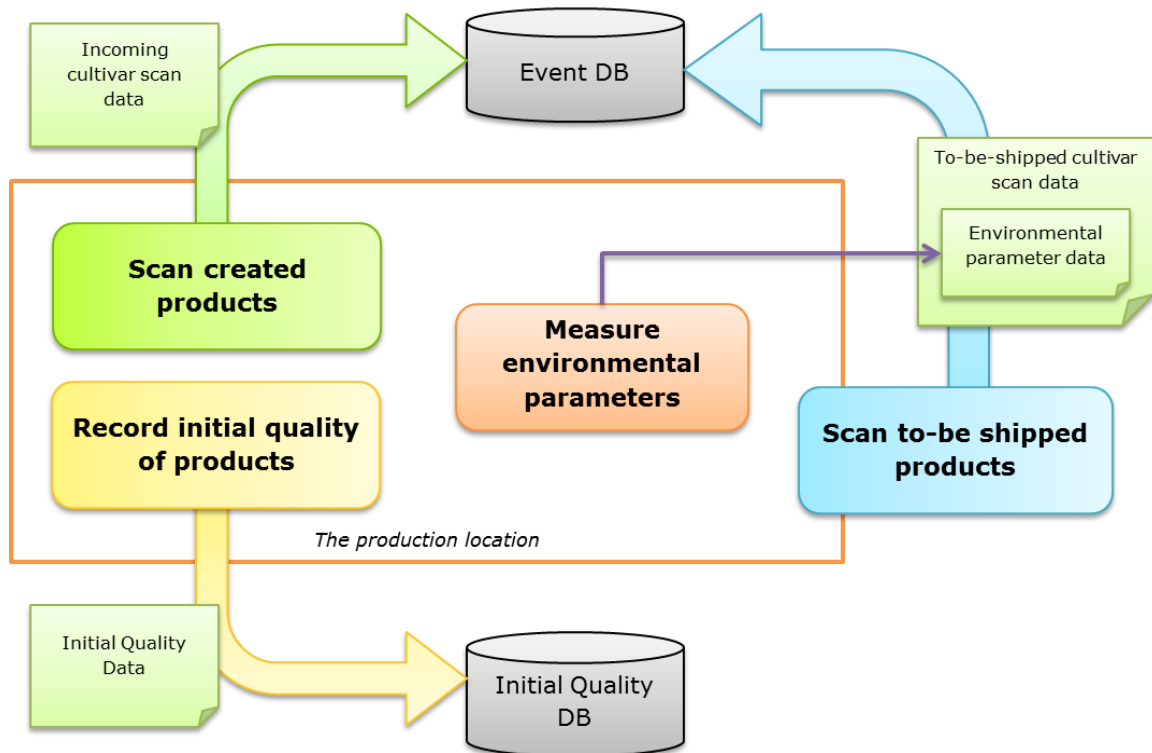 Incoming
cultivar scan
data
Event DB
To-be-shipped cultivar
scan data
Environmental
parameter data
Scan created
products
Measure
environmental
parameters
Record initial quality
of products
Scan to-be shipped
products
The production location
Initial Quality
Data
Initial Quality
DB